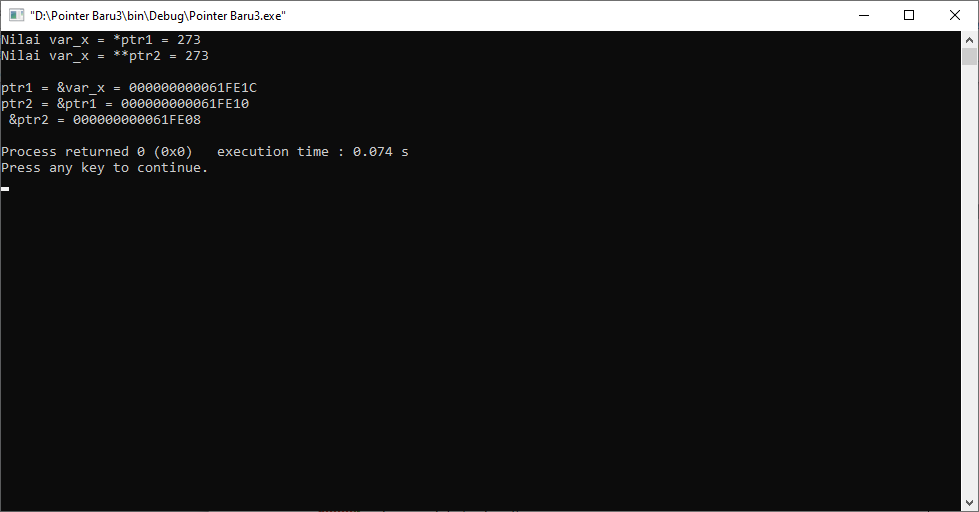 "D:\Pointer Baru3\bin\Debug\Pointer Baru3.exe"
Nilai var_x = *ptr1 = 273
Nilai var_x = **ptr2 = 273
ptr1 = &var_x = 000000000061FE1C
ptr2 = &ptr1 = 000000000061FE10
 &ptr2 = 000000000061FE08
Process returned 0 (0x0)   execution time : 0.074 s
Press any key to continue.